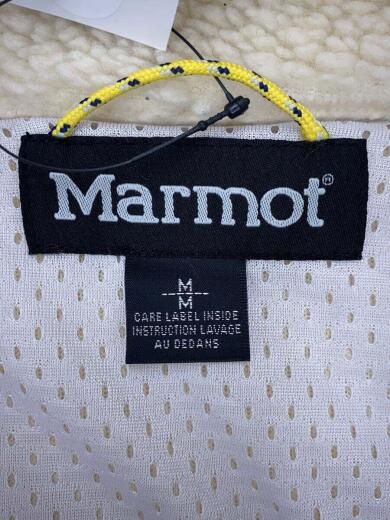 Marmot®
M
M
CARE LABEL INSIDE
INSTRUCTION LAVAGE
AU DEDANS